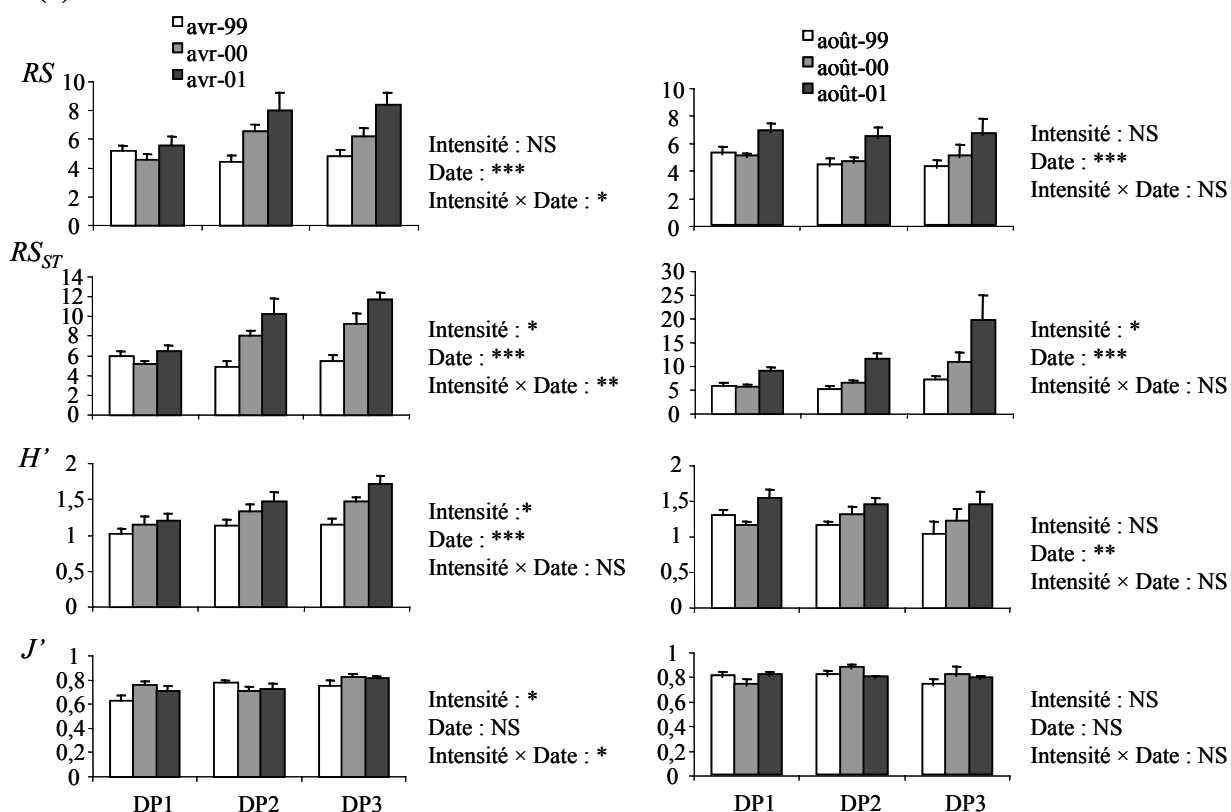 avr-99
avr-00
avr-01
août-99
août-00
août-01
RS
10
8
6
4
2
0
Intensité : NS
Date : ***
Intensité × Date : *
10
8
6
4
2
0
Intensité : NS
Date : ***
Intensité × Date : NS
RS_ST
14
12
10
8
6
4
2
0
Intensité : *
Date : ***
Intensité × Date : **
30
25
20
15
10
5
0
Intensité : *
Date : ***
Intensité × Date : NS
H’
2
1,5
1
0,5
0
Intensité :*
Date : ***
Intensité × Date : NS
2
1,5
1
0,5
0
Intensité : NS
Date : **
Intensité × Date : NS
J’
1
0,8
0,6
0,4
0,2
0
Intensité : *
Date : NS
Intensité × Date : *
1
0,8
0,6
0,4
0,2
0
Intensité : NS
Date : NS
Intensité × Date : NS
DP1 DP2 DP3
DP1 DP2 DP3